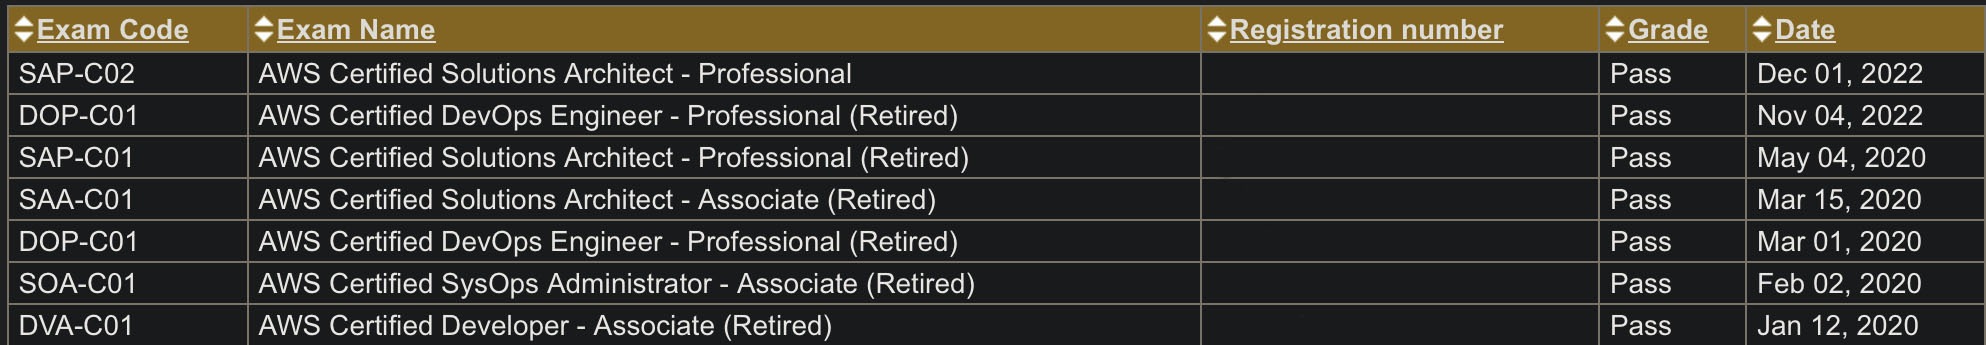 Exam Code Exam Name Registration number Grade Date
SAP-C02 AWS Certified Solutions Architect - Professional Pass Dec 01, 2022
DOP-C01 AWS Certified DevOps Engineer - Professional (Retired) Pass Nov 04, 2022
SAP-C01 AWS Certified Solutions Architect - Professional (Retired) Pass May 04, 2020
SAA-C01 AWS Certified Solutions Architect - Associate (Retired) Pass Mar 15, 2020
DOP-C01 AWS Certified DevOps Engineer - Professional (Retired) Pass Mar 01, 2020
SOA-C01 AWS Certified SysOps Administrator - Associate (Retired) Pass Feb 02, 2020
DVA-C01 AWS Certified Developer - Associate (Retired) Pass Jan 12, 2020